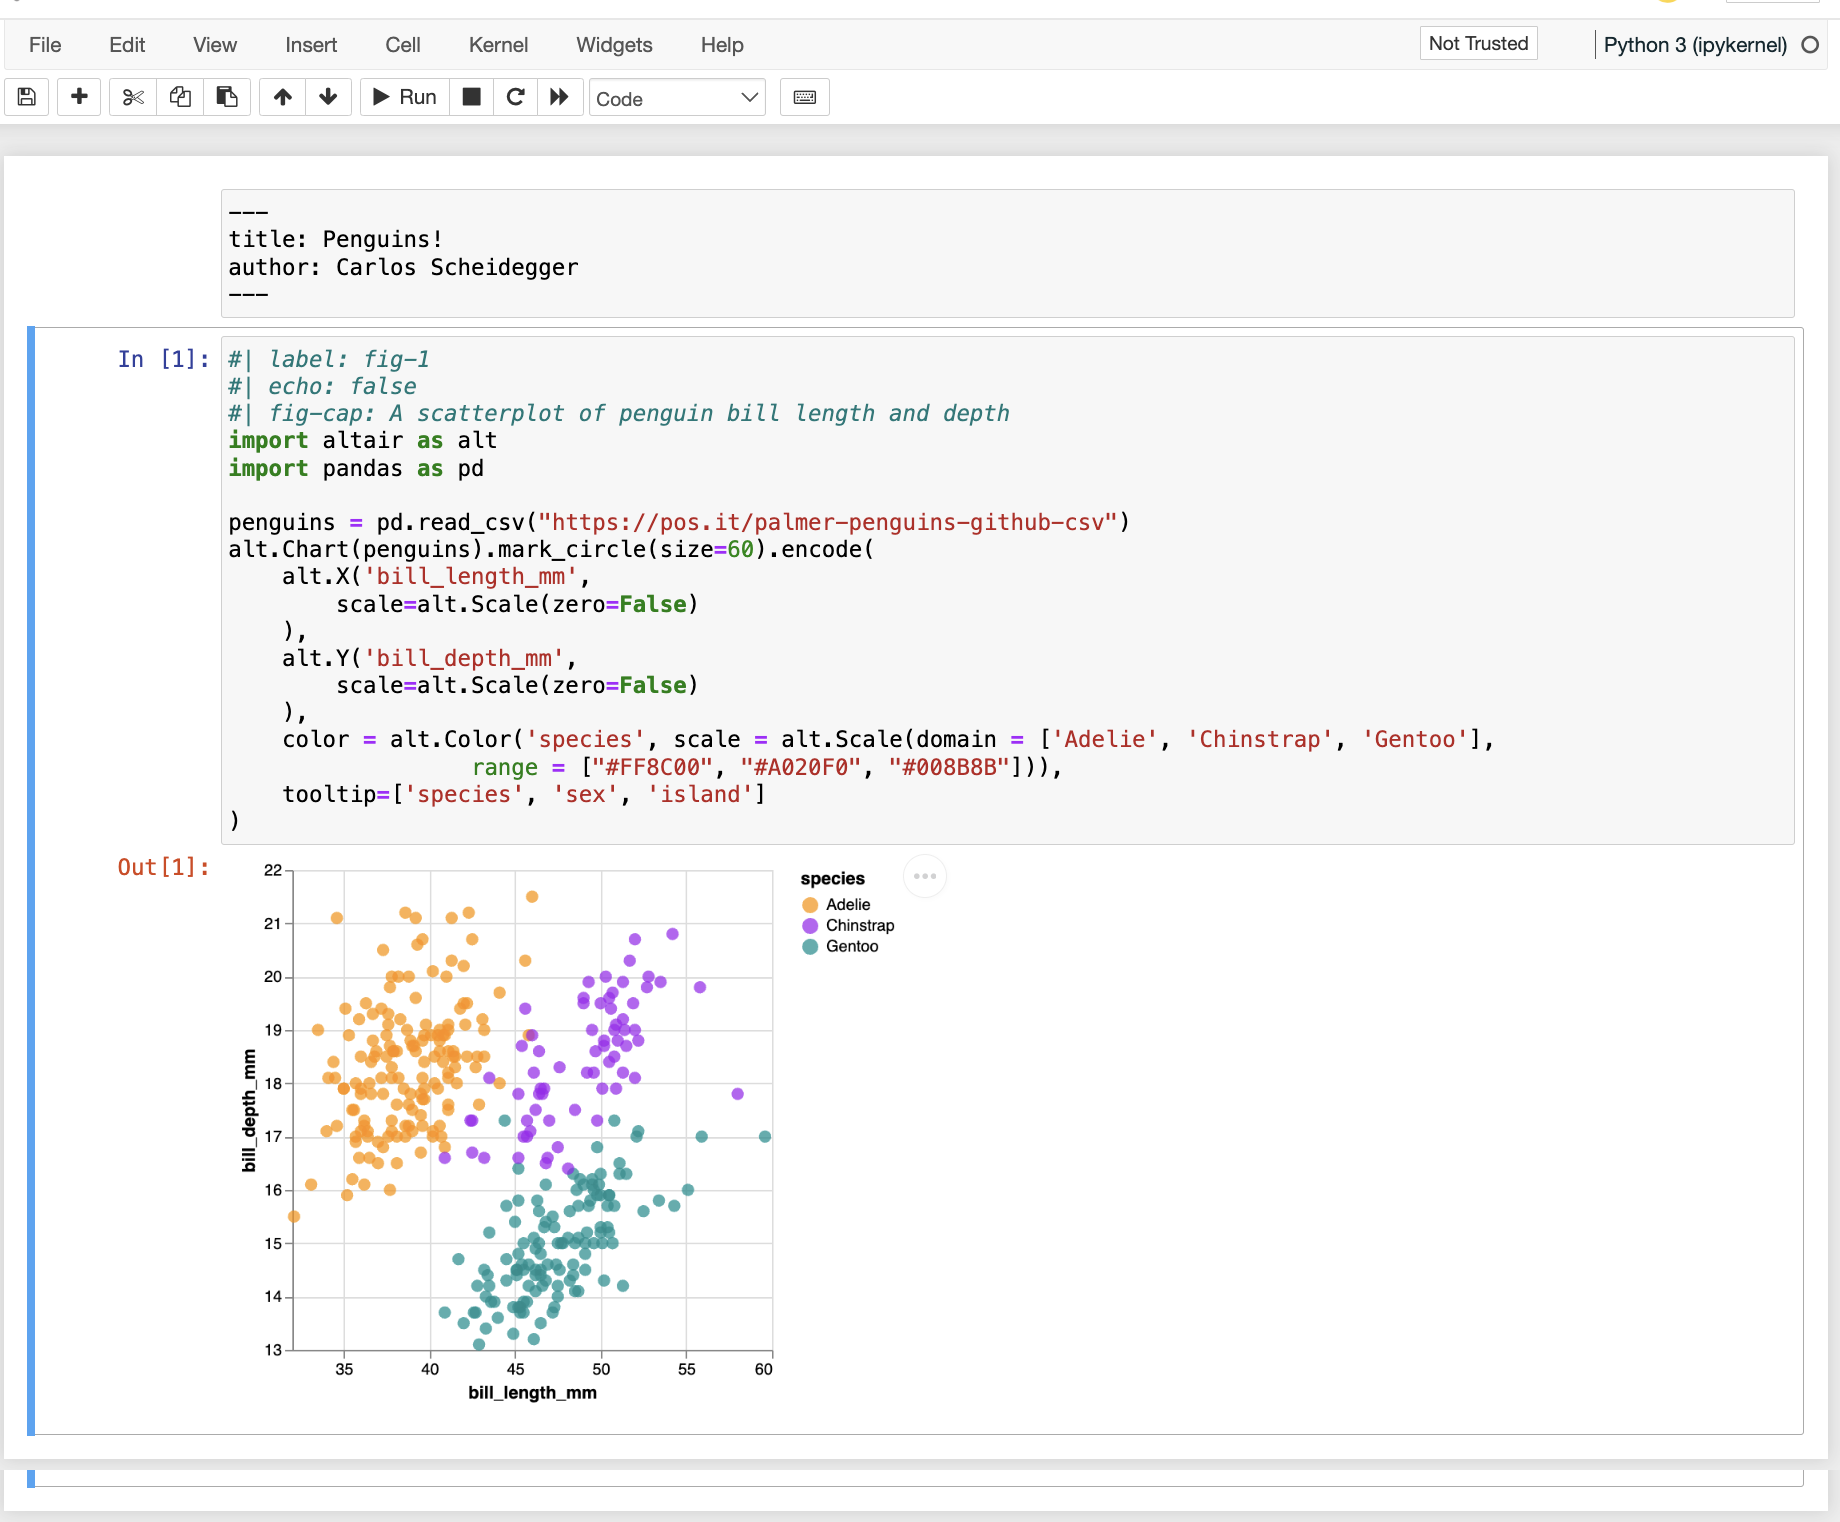 File Edit View Insert Cell Kernel Widgets Help Not Trusted Python 3 (ipykernel)
Run Code
---
title: Penguins!
author: Carlos Scheidegger
---
In [1]:
#| label: fig-1
#| echo: false
#| fig-cap: A scatterplot of penguin bill length and depth
import altair as alt
import pandas as pd
penguins = pd.read_csv("https://pos.it/palmer-penguins-github-csv")
alt.Chart(penguins).mark_circle(size=60).encode(
    alt.X('bill_length_mm',
        scale=alt.Scale(zero=False)
    ),
    alt.Y('bill_depth_mm',
        scale=alt.Scale(zero=False)
    ),
    color = alt.Color('species', scale = alt.Scale(domain = ['Adelie', 'Chinstrap', 'Gentoo'],
                  range = ["#FF8C00", "#A020F0", "#008B8B"])),
    tooltip=['species', 'sex', 'island']
)
Out[1]:
22
21
20
19
18
17
16
15
14
13
bill_depth_mm
35 40 45 50 55 60
bill_length_mm
species
Adelie
Chinstrap
Gentoo